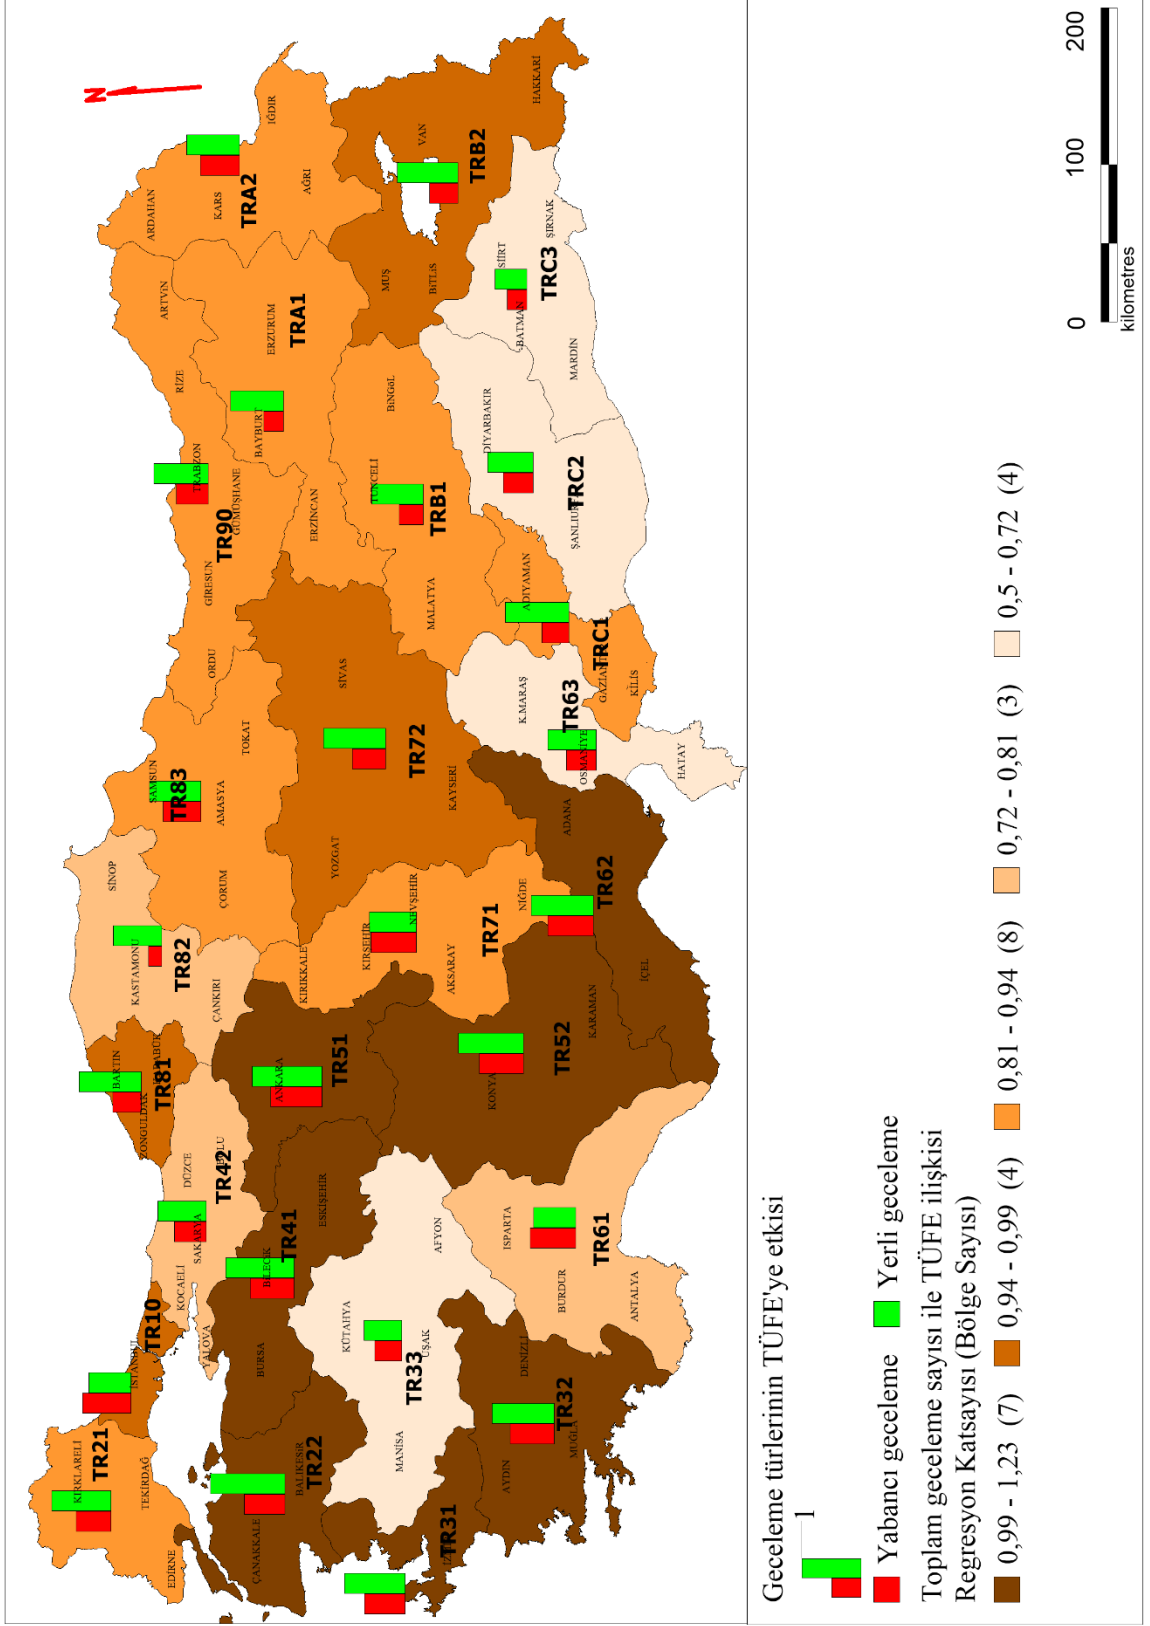 N
KIRKLARELİ
TR21
TEKİRDAĞ
EDİRNE
İSTANBUL
TR10
KOCAELİ
YALOVA
SAKARYA
DÜZCE
BOLU
TR42
ZONGULDAK
BARTIN
KARABÜK
TR81
KASTAMONU
SİNOP
TR82
ÇANKIRI
SAMSUN
TR83
AMASYA
TOKAT
ÇORUM
ORDU
GİRESUN
TR90
TRABZON
GÜMÜŞHANE
RİZE
ARTVİN
ARDAHAN
KARS
TRA2
IĞDIR
AĞRI
BAYBURT
ERZURUM
TRA1
ERZİNCAN
ÇANAKKALE
BALIKESİR
TR22
BURSA
BİLECİK
TR41
ESKİŞEHİR
ANKARA
TR51
KIRIKKALE
KIRŞEHİR
NEVŞEHİR
AKSARAY
TR71
NİĞDE
YOZGAT
SİVAS
TR72
KAYSERİ
MALATYA
TUNCELİ
TRB1
BİNGÖL
MUŞ
BİTLİS
VAN
TRB2
HAKKARİ
İZMİR
TR31
MANİSA
KÜTAHYA
UŞAK
TR33
AFYON
AYDIN
DENİZLİ
MUĞLA
TR32
ISPARTA
BURDUR
TR61
ANTALYA
KONYA
TR52
KARAMAN
İÇEL
ADANA
TR62
K.MARAŞ
TR63
OSMANİYE
HATAY
ADIYAMAN
TRC1
GAZİANTEP
KİLİS
ŞANLIURFA
TRC2
DİYARBAKIR
BATMAN
SİİRT
TRC3
ŞIRNAK
MARDİN
Geceleme türlerinin TÜFE'ye etkisi
1
Yabancı geceleme Yerli geceleme
Toplam geceleme sayısı ile TÜFE ilişkisi
Regresyon Katsayısı (Bölge Sayısı)
0,99 - 1,23 (7) 0,94 - 0,99 (4) 0,81 - 0,94 (8) 0,72 - 0,81 (3) 0,5 - 0,72 (4)
0 100 200
kilometres